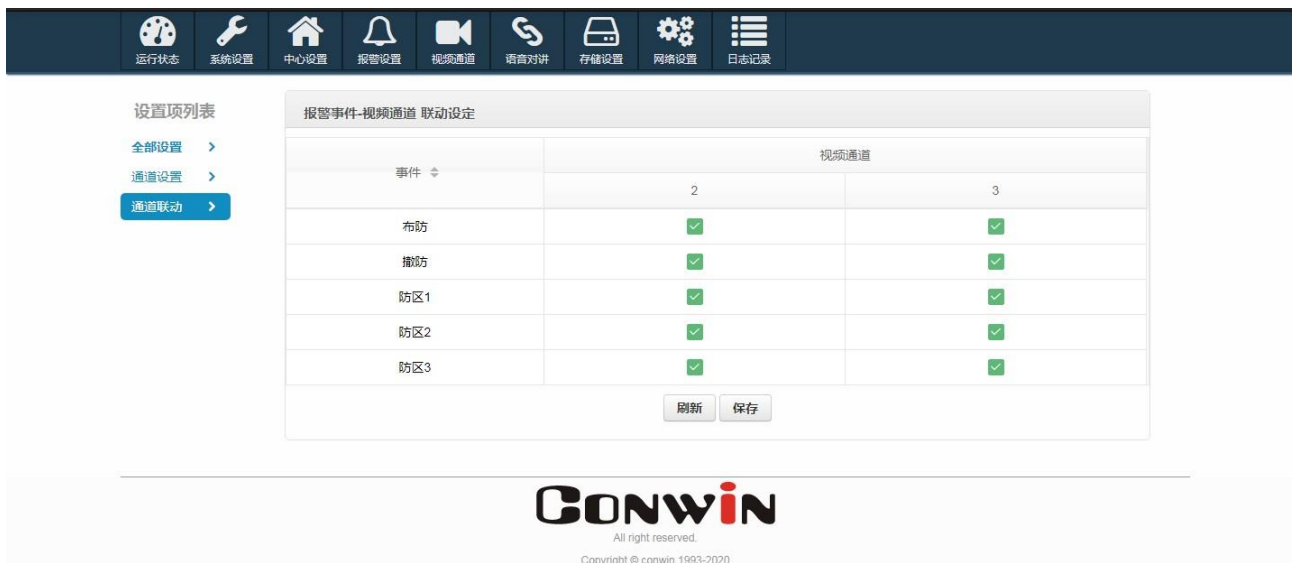 运行状态 系统设置 中心设置 报警设置 视频通道 语音对讲 存储设置 网络设置 日志记录
设置项列表
全部设置
通道设置
通道联动
报警事件-视频通道 联动设定
事件 视频通道
2 3
布防
撤防
防区1
防区2
防区3
刷新 保存
CONWiN
All right reserved.
Copyright © conwin 1993-2020